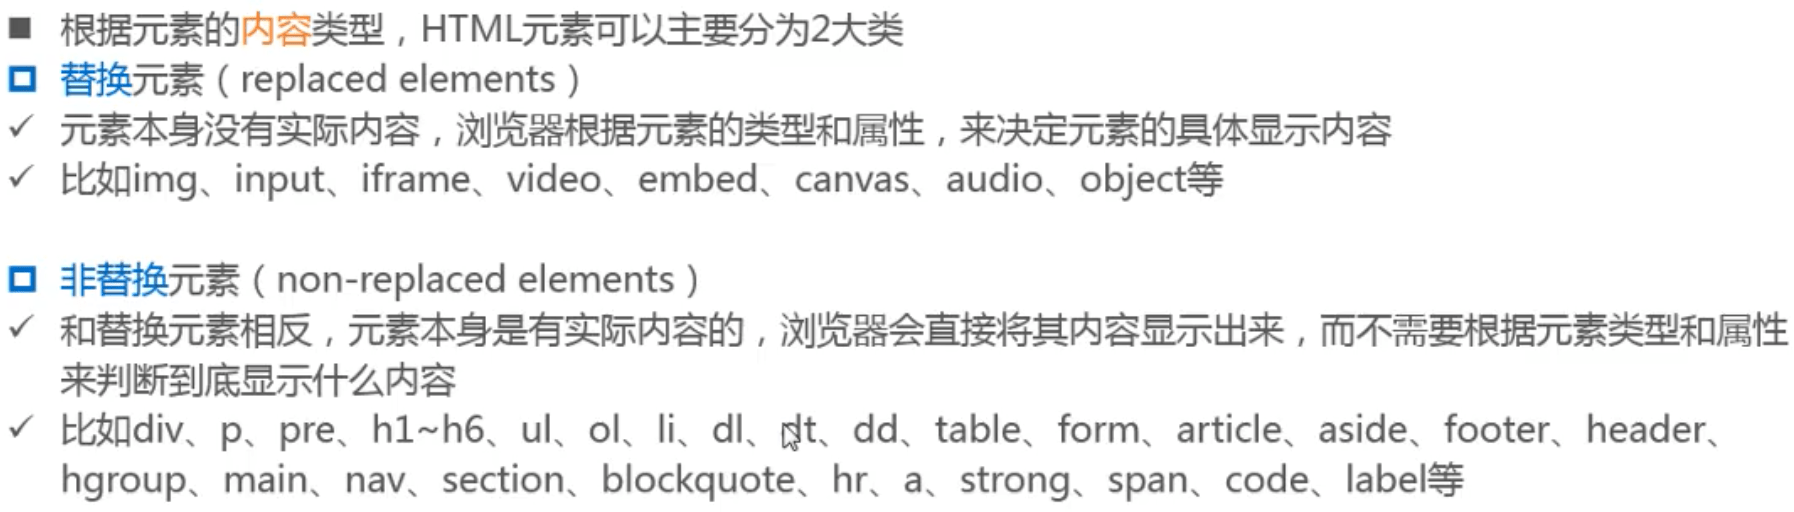 根据元素的内容类型，HTML元素可以主要分为2大类
替换元素（replaced elements）
元素本身没有实际内容，浏览器根据元素的类型和属性，来决定元素的具体显示内容
比如img、input、iframe、video、embed、canvas、audio、object等
非替换元素（non-replaced elements）
和替换元素相反，元素本身是有实际内容的，浏览器会直接将其内容显示出来，而不需要根据元素类型和属性
来判断到底显示什么内容
比如div、p、pre、h1~h6、ul、ol、li、dl、dt、dd、table、form、article、aside、footer、header、
hgroup、main、nav、section、blockquote、hr、a、strong、span、code、label等